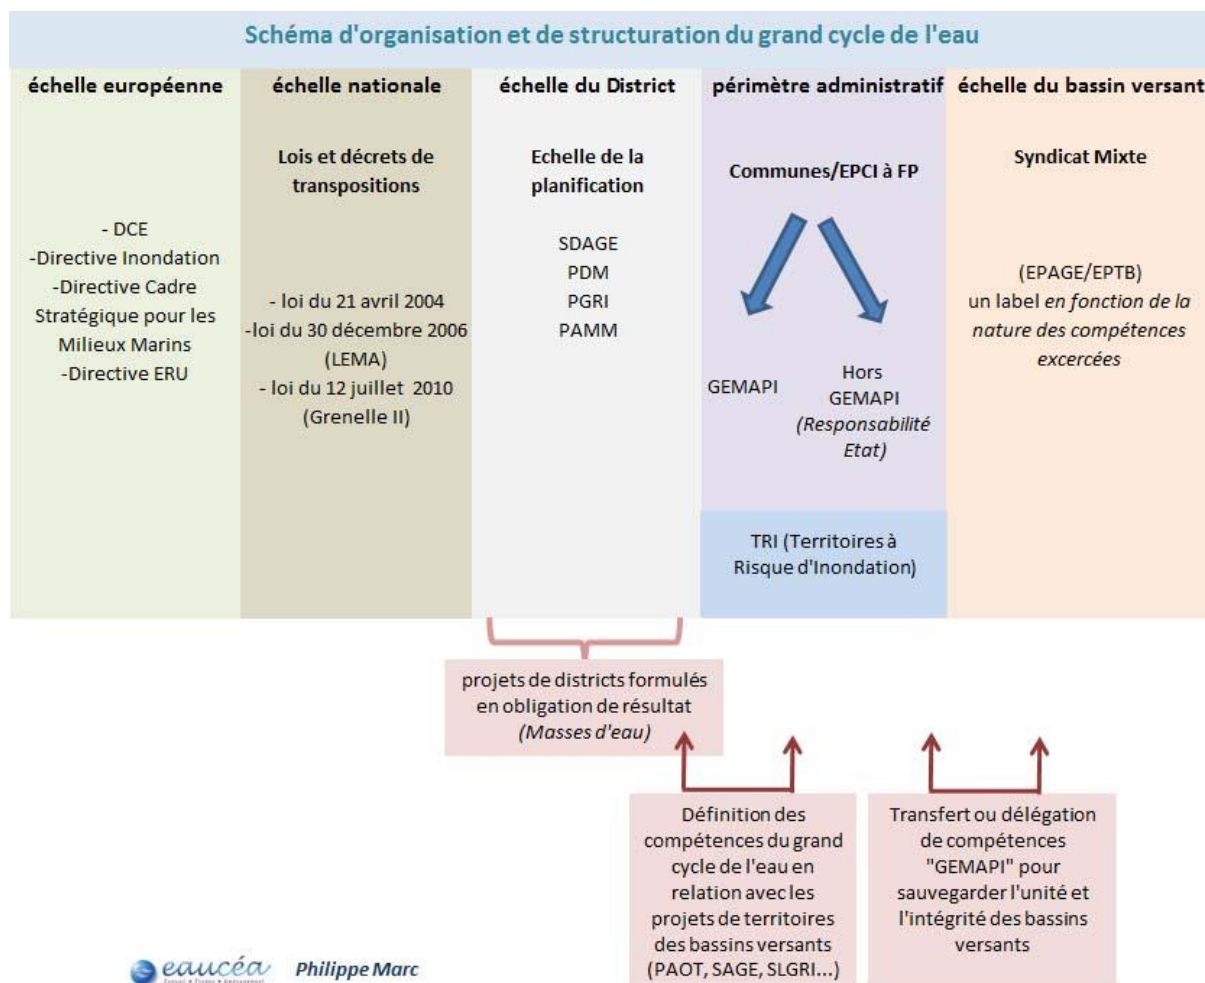 Schéma d'organisation et de structuration du grand cycle de l'eau
échelle européenne
- DCE
-Directive Inondation
-Directive Cadre
Stratégique pour les
Milieux Marins
-Directive ERU
échelle nationale
Lois et décrets de
transpositions
- loi du 21 avril 2004
-loi du 30 décembre 2006
(LEMA)
- loi du 12 juillet 2010
(Grenelle II)
échelle du District
Echelle de la
planification
SDAGE
PDM
PGRI
PAMM
périmètre administratif
Communes/EPCI à FP
GEMAPI
Hors
GEMAPI
(Responsabilité
Etat)
TRI (Territoires à
Risque d'Inondation)
échelle du bassin versant
Syndicat Mixte
(EPAGE/EPTB)
un label en fonction de la
nature des compétences
excercées
projets de districts formulés
en obligation de résultat
(Masses d'eau)
Définition des
compétences du grand
cycle de l'eau en
relation avec les
projets de territoires
des bassins versants
(PAOT, SAGE, SLGRI...)
Transfert ou délégation
de compétences
"GEMAPI" pour
sauvegarder l'unité et
l'intégrité des bassins
versants
eaucéa
Philippe Marc